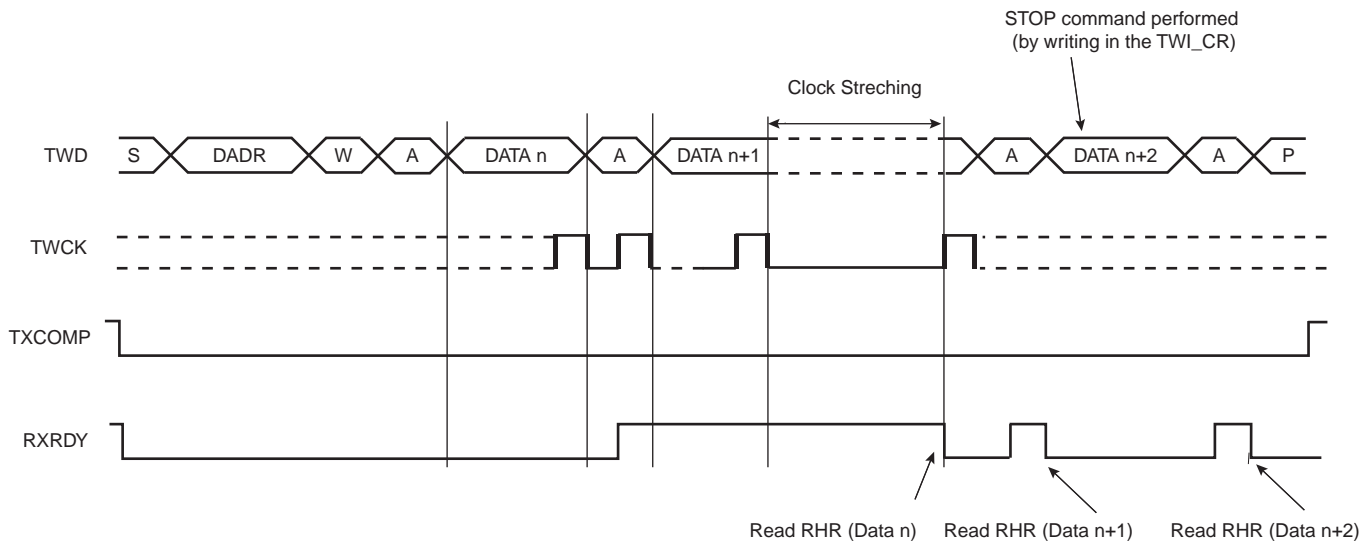 STOP command performed
(by writing in the TWI_CR)
Clock Streching
TWD S DADR W A DATA n A DATA n+1 A DATA n+2 A P
TWCK
TXCOMP
RXRDY
Read RHR (Data n) Read RHR (Data n+1) Read RHR (Data n+2)